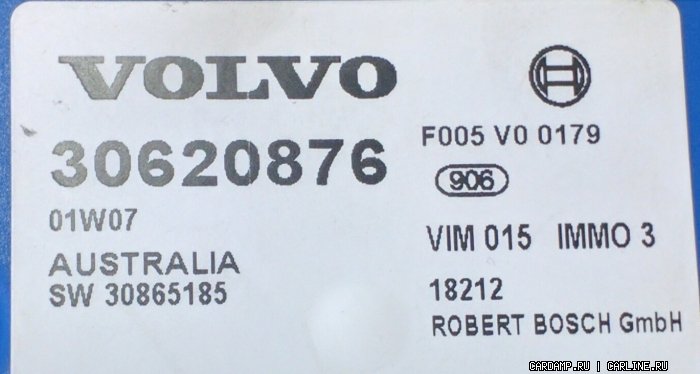 VOLVO
30620876
01W07
AUSTRALIA
SW 30865185
F005 V0 0179
906
VIM 015 IMMO 3
18212
ROBERT BOSCH GmbH
CARDAMP.RU | CARLINE.RU